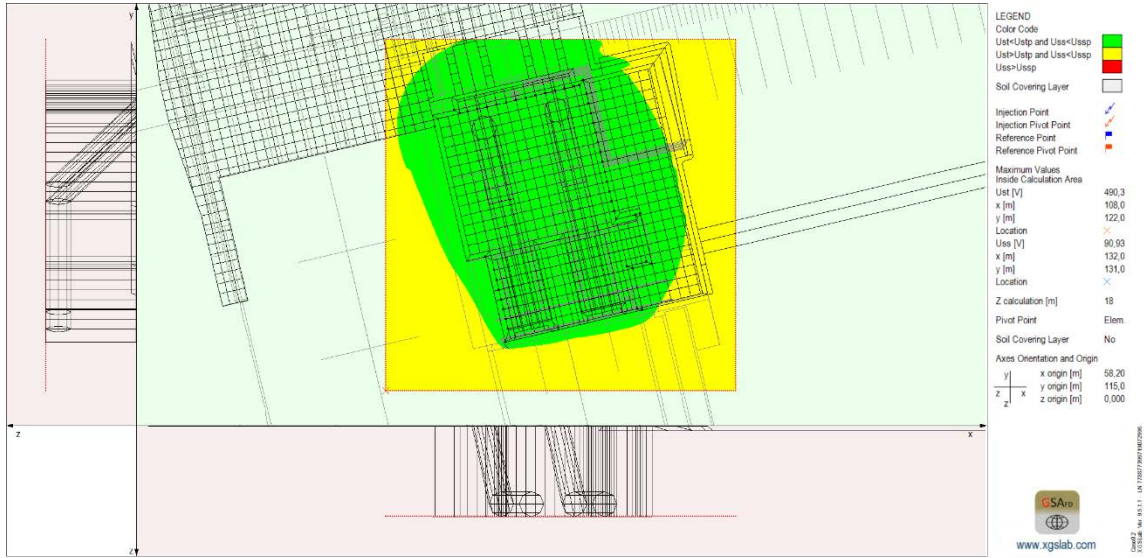 y
z
x
z
LEGEND
Color Code
Ust<Ustp and Uss<Ussp
Ust>Ustp and Uss<Ussp
Uss>Ussp
Soil Covering Layer
Injection Point
Injection Pivot Point
Reference Point
Reference Pivot Point
Maximum Values
Inside Calculation Area
Ust [V] 490,3
x [m] 108,0
y [m] 122,0
Location
Uss [V] 90,93
x [m] 132,0
y [m] 131,0
Location
Z calculation [m] 18
Pivot Point Elem.
Soil Covering Layer No
Axes Orientation and Origin
y x origin [m] 58,20
z x y origin [m] 115,0
z z origin [m] 0,000
GSAFD
www.xgslab.com